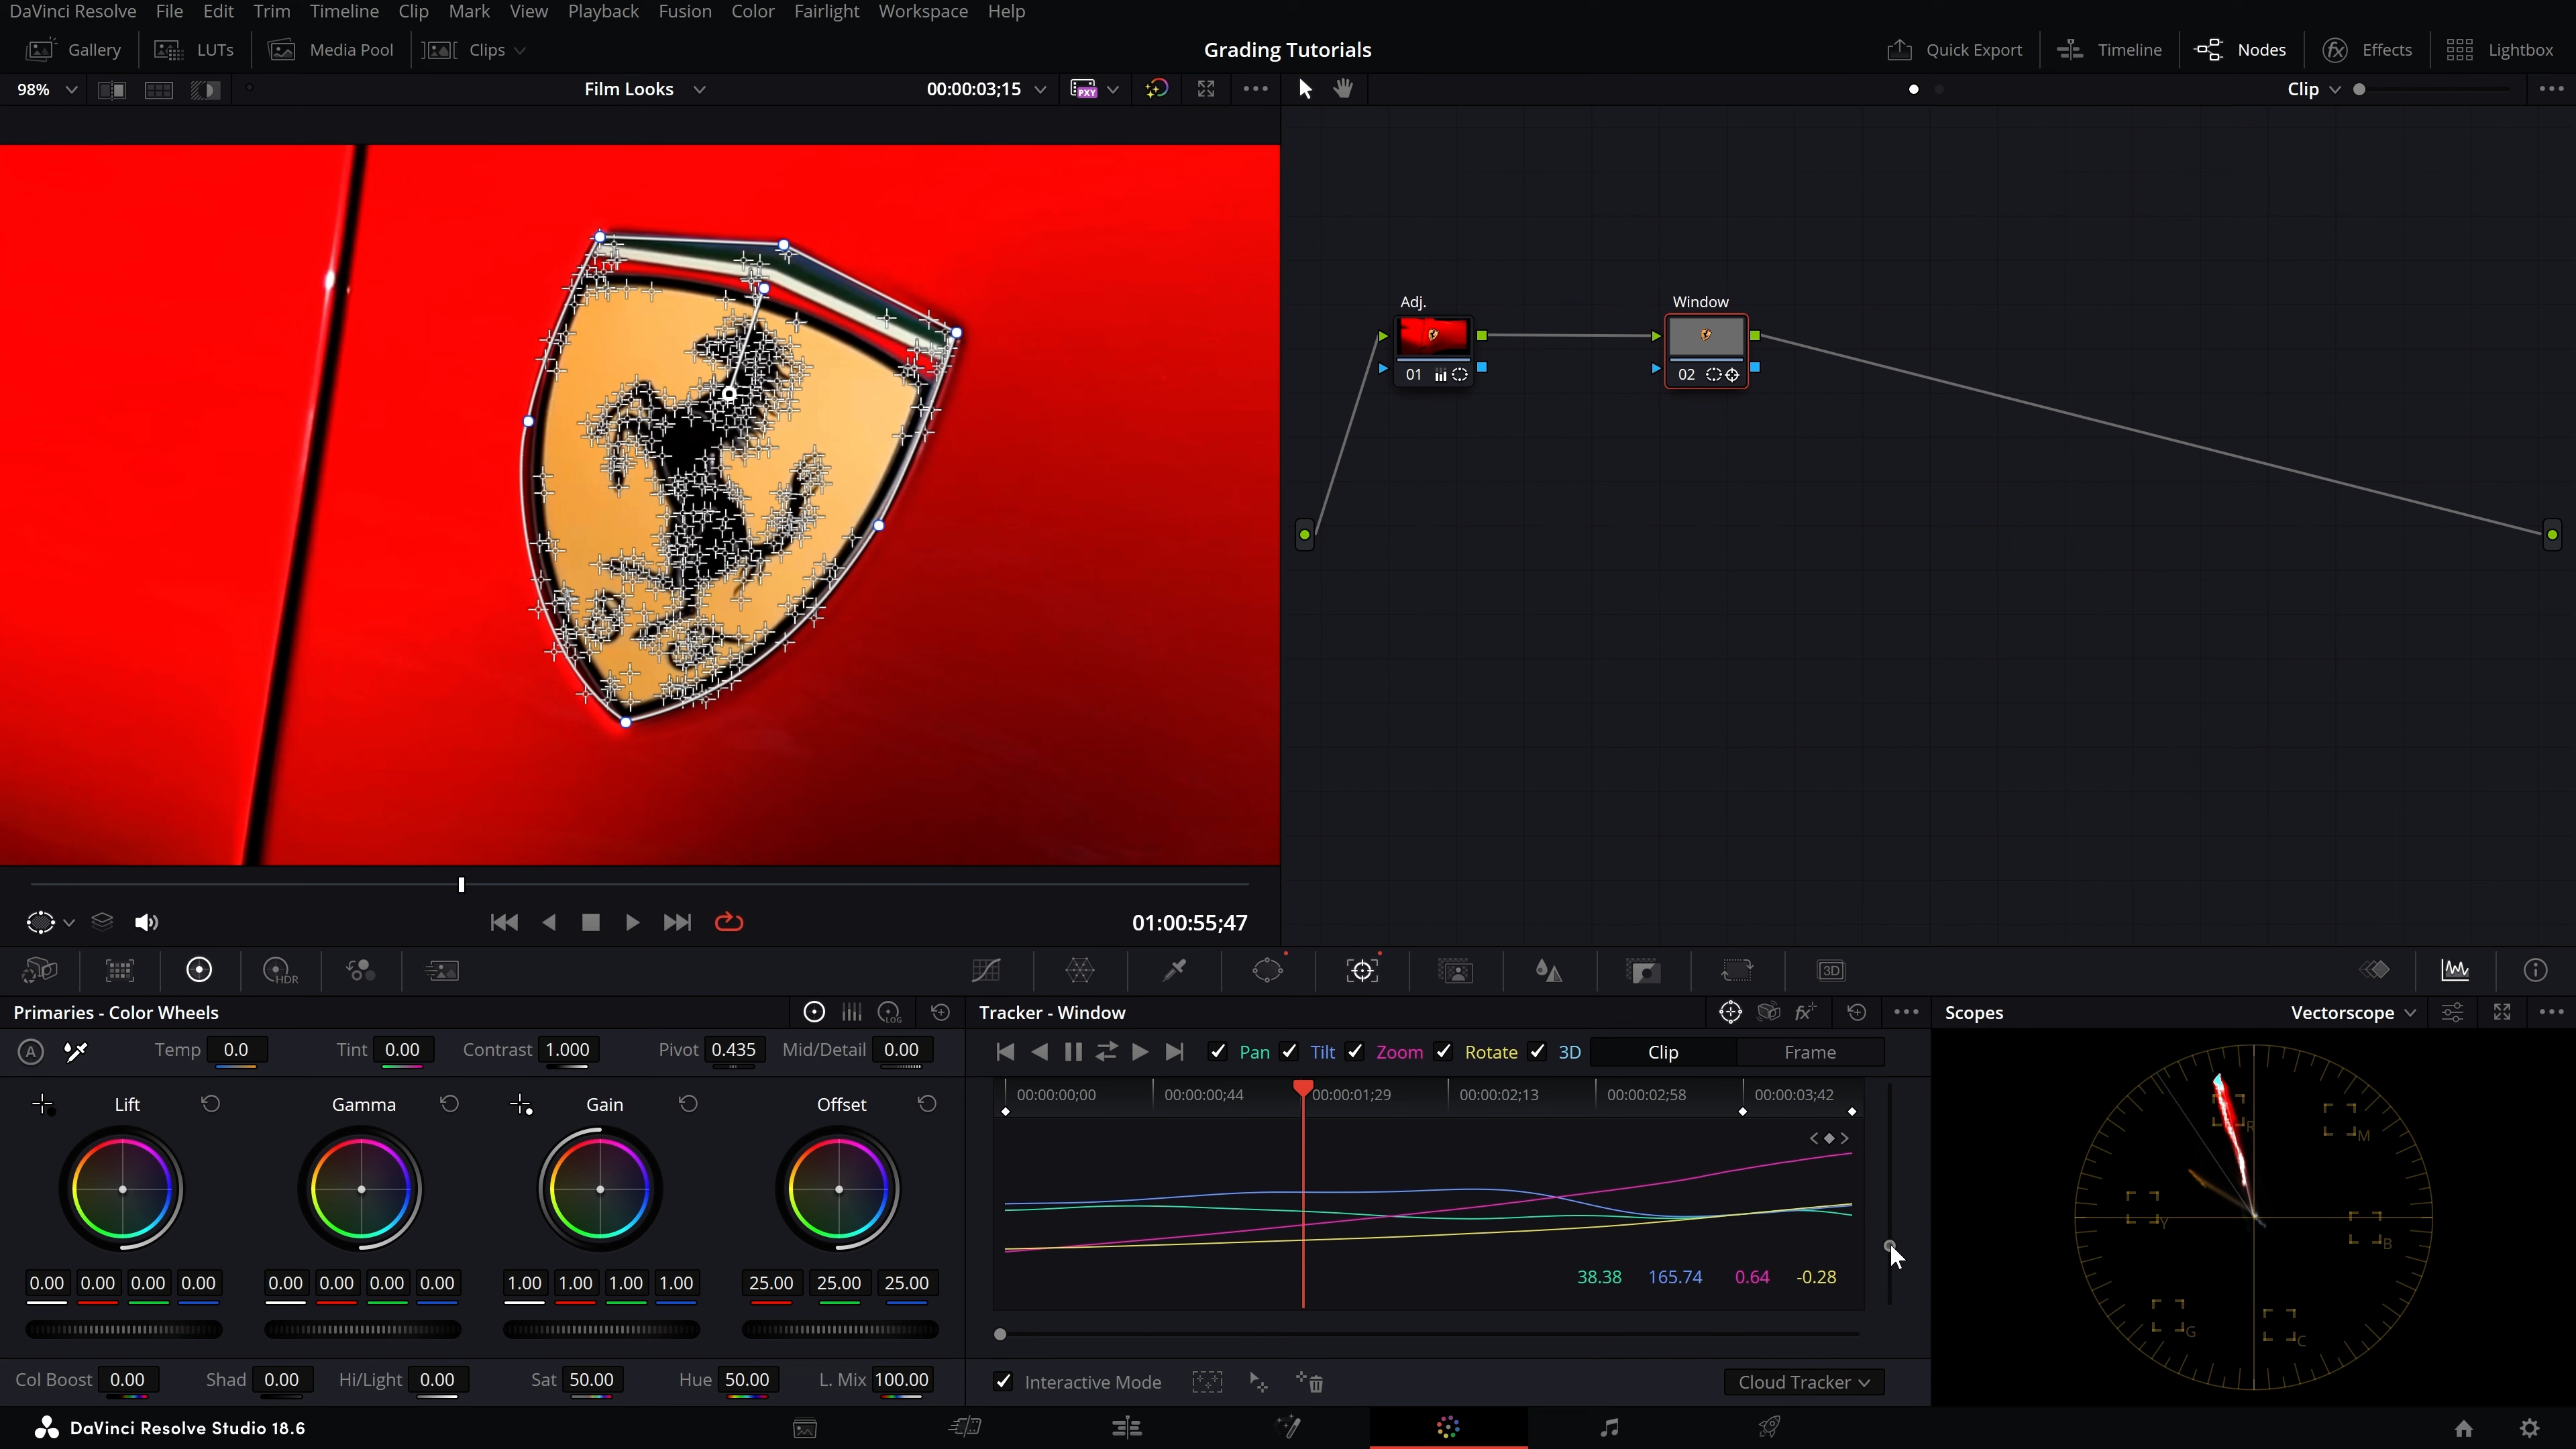 DaVinci Resolve File Edit Trim Timeline Clip Mark View Playback Fusion Color Fairlight Workspace Help
Gallery LUTs Media Pool Clips Grading Tutorials Quick Export Timeline Nodes Effects Lightbox
98% Film Looks 00:00:03;15 PXY Clip
Adj. Window
01 02
01:00:55;47
HDR 3D
Primaries - Color Wheels LOG Tracker - Window fx Scopes Vectorscope
A Temp 0.0 Tint 0.00 Contrast 1.000 Pivot 0.435 Mid/Detail 0.00 Pan Tilt Zoom Rotate 3D Clip Frame
00:00:00;00 00:00:00;44 00:00:01;29 00:00:02;13 00:00:02;58 00:00:03;42
Lift Gamma Gain Offset
R M Y B G C
38.38 165.74 0.64 -0.28
0.00 0.00 0.00 0.00 0.00 0.00 0.00 0.00 1.00 1.00 1.00 1.00 25.00 25.00 25.00
Col Boost 0.00 Shad 0.00 Hi/Light 0.00 Sat 50.00 Hue 50.00 L. Mix 100.00 Interactive Mode Cloud Tracker
DaVinci Resolve Studio 18.6